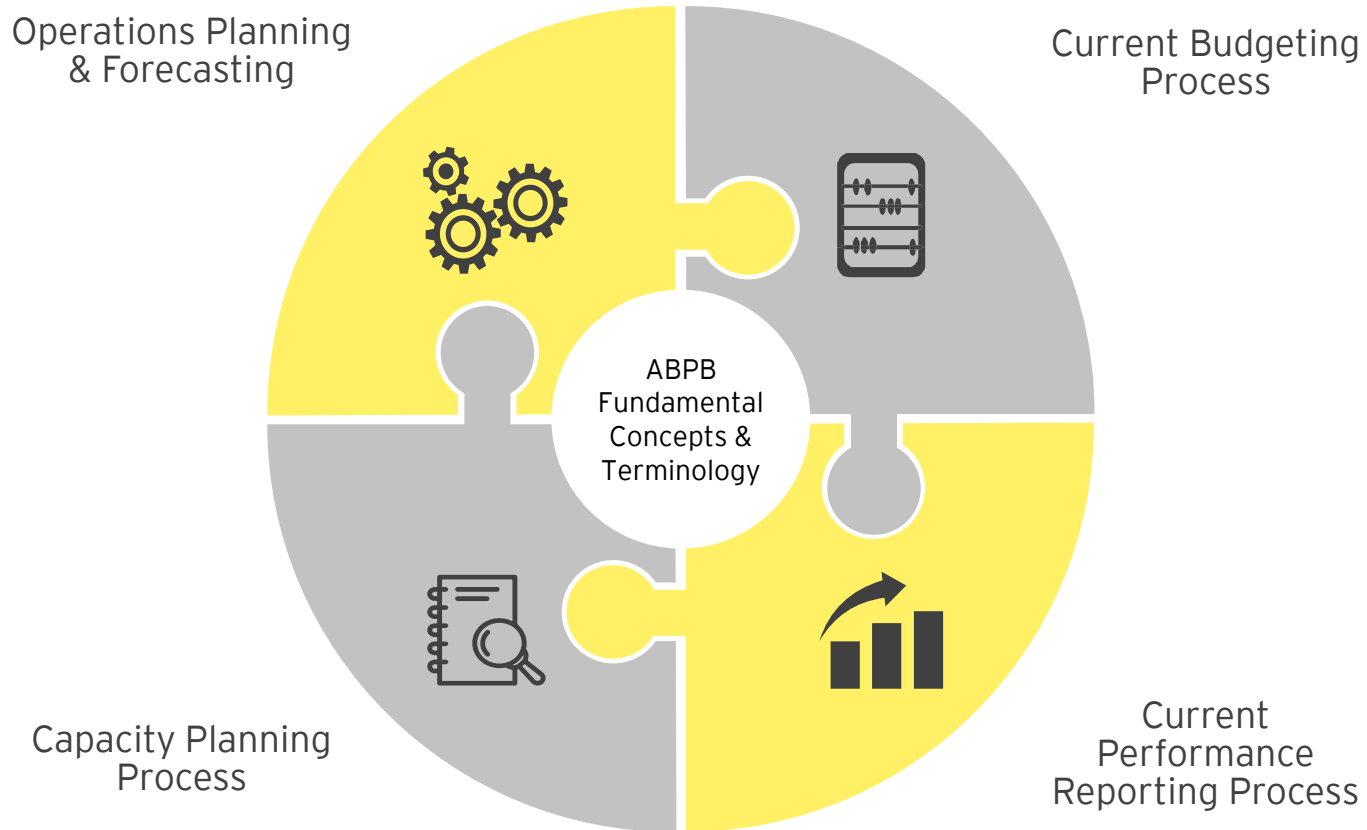 Operations Planning
& Forecasting
Current Budgeting
Process
ABPB
Fundamental
Concepts &
Terminology
Capacity Planning
Process
Current
Performance
Reporting Process